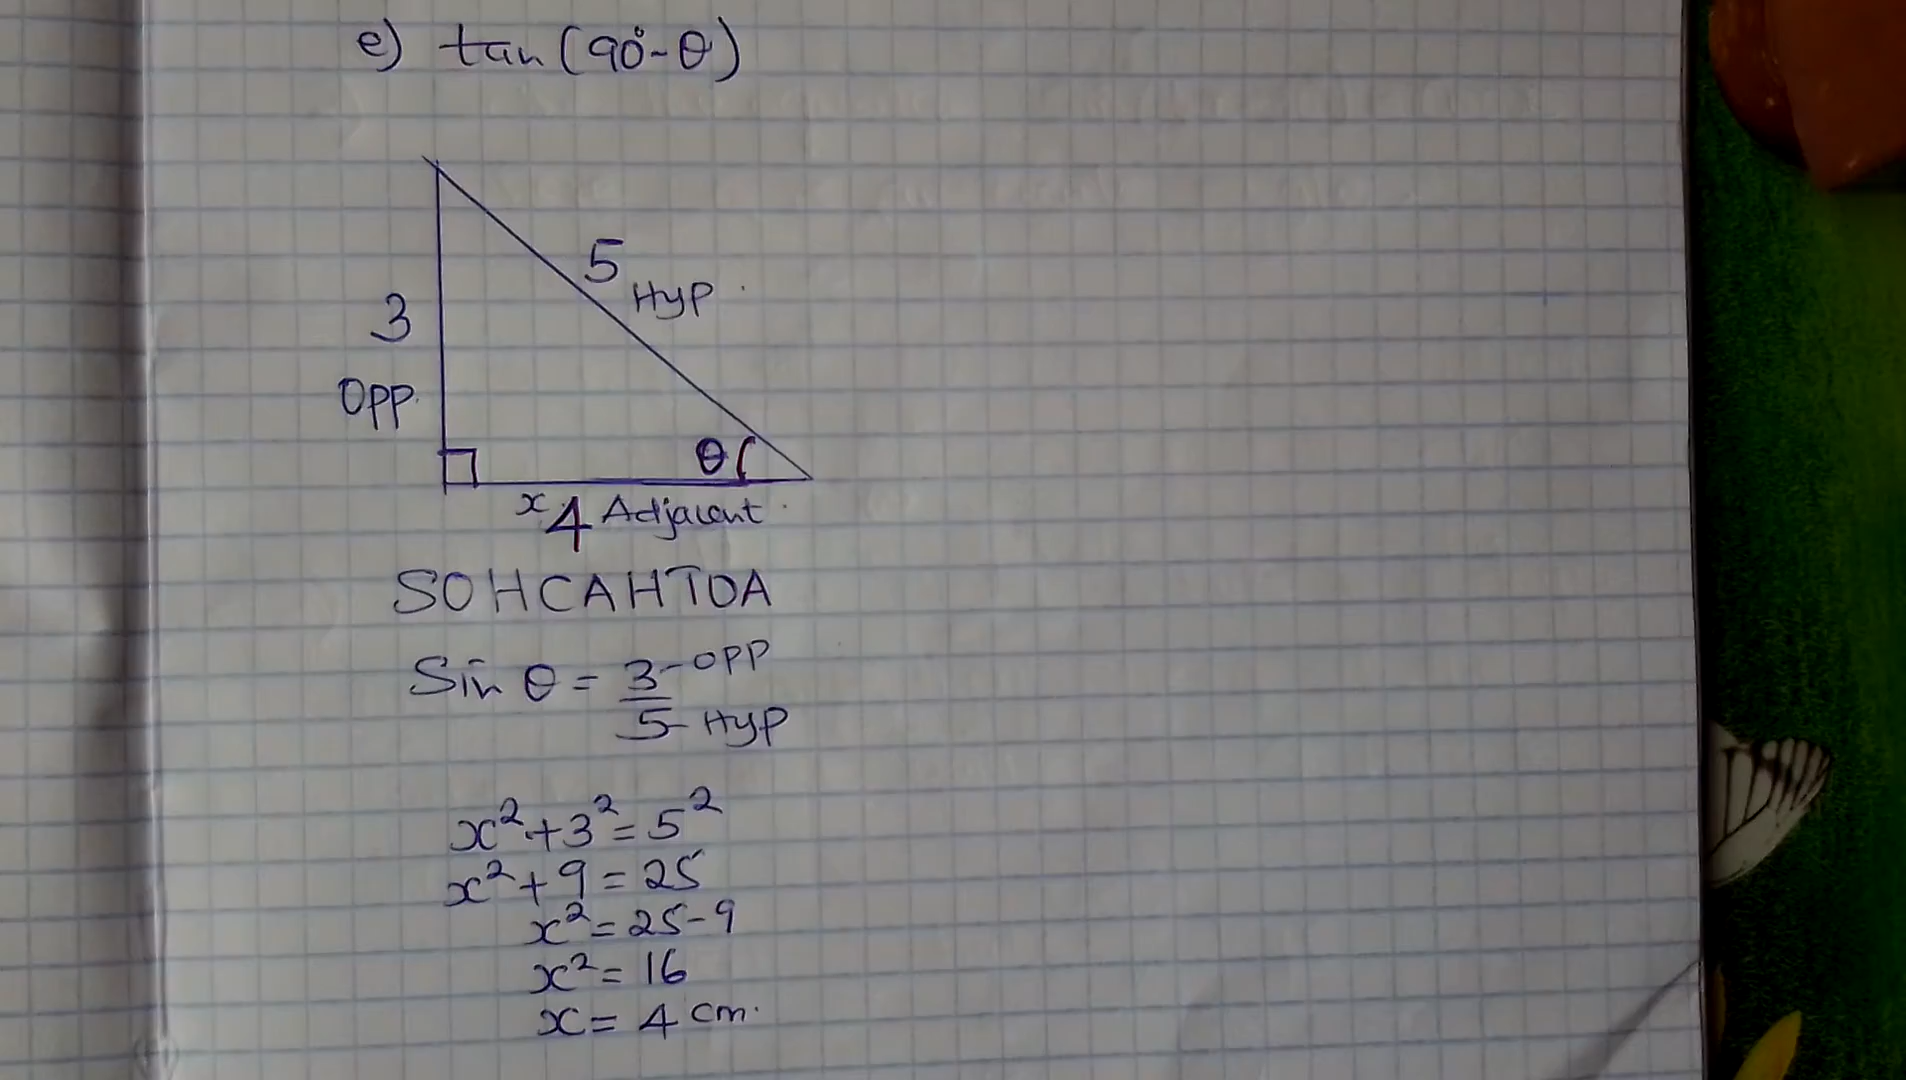 e) tan (90°-θ)
5
Hyp
3
Opp.
θ
x 4 Adjacent
SOHCAHTOA
Sin θ = 3 - opp
5 - Hyp
x² + 3² = 5²
x² + 9 = 25
x² = 25 - 9
x² = 16
x = 4 cm.